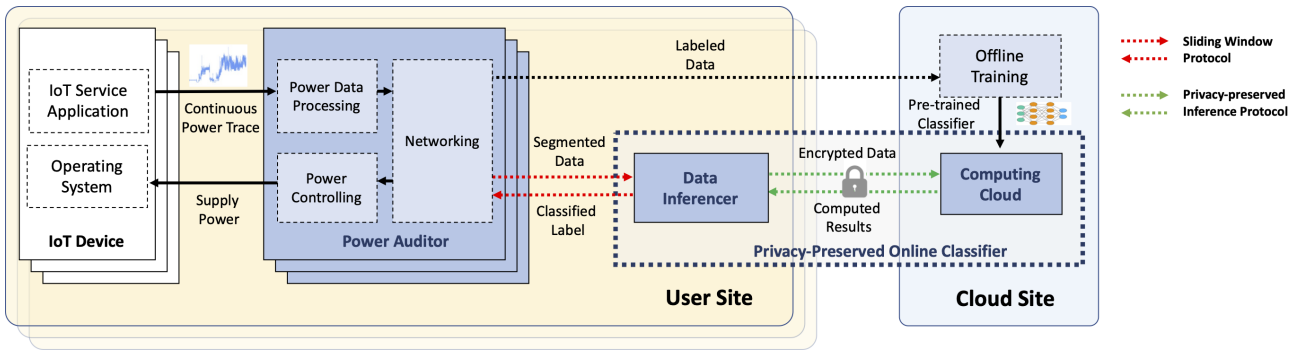 IoT Service
Application
Operating
System
IoT Device
Continuous
Power Trace
Supply
Power
Power Data
Processing
Power
Controlling
Networking
Power Auditor
Labeled
Data
Segmented
Data
Classified
Label
Data
Inferencer
Encrypted Data
Computed
Results
Computing
Cloud
Privacy-Preserved Online Classifier
Offline
Training
Pre-trained
Classifier
User Site
Cloud Site
Sliding Window
Protocol
Privacy-preserved
Inference Protocol